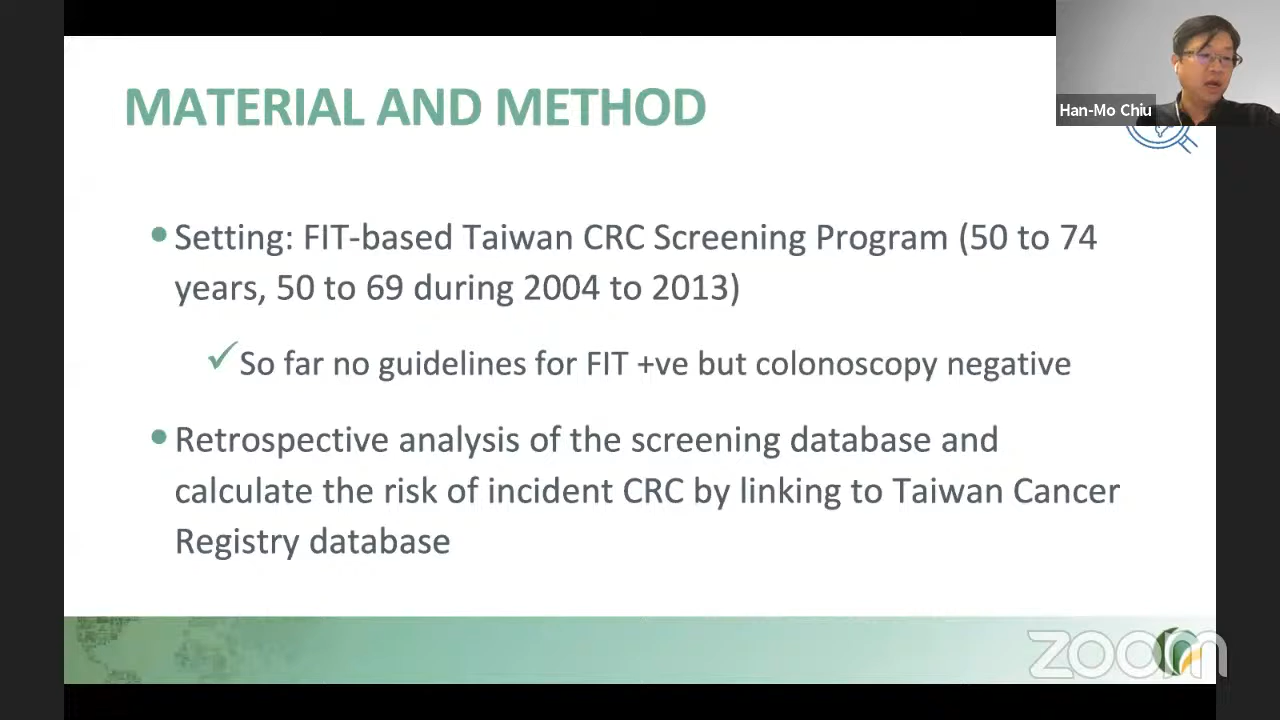 MATERIAL AND METHOD
Han-Mo Chiu
• Setting: FIT-based Taiwan CRC Screening Program (50 to 74
years, 50 to 69 during 2004 to 2013)
✓ So far no guidelines for FIT +ve but colonoscopy negative
• Retrospective analysis of the screening database and
calculate the risk of incident CRC by linking to Taiwan Cancer
Registry database
zoom